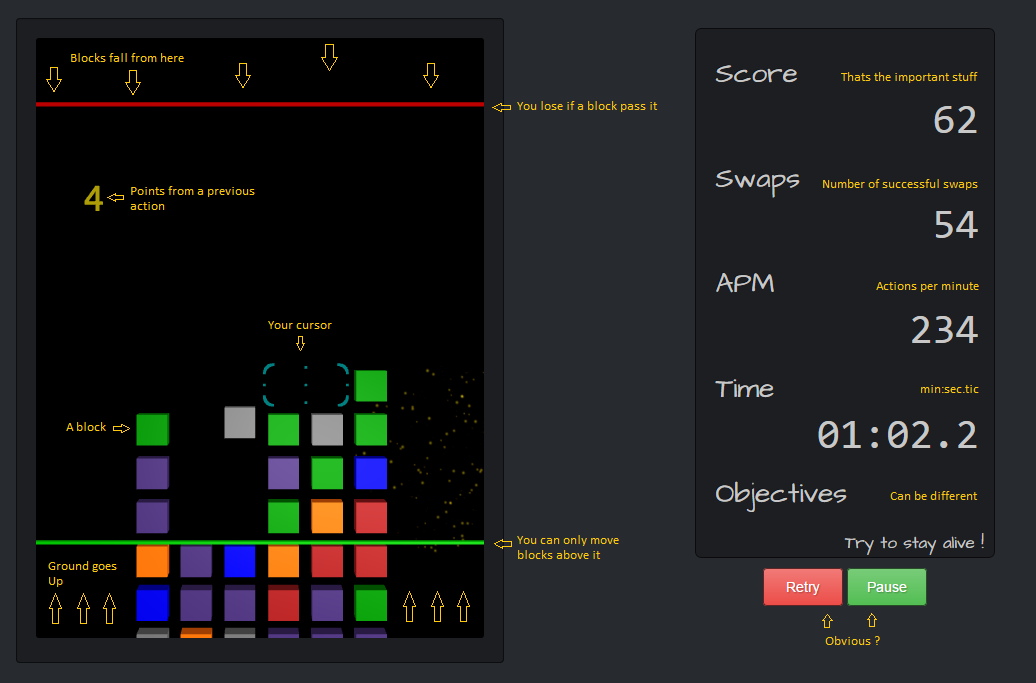 Blocks fall from here
You lose if a block pass it
4
Points from a previous
action
Your cursor
A block
You can only move
blocks above it
Ground goes
Up
Score
Thats the important stuff
62
Swaps
Number of successful swaps
54
APM
Actions per minute
234
Time
min:sec.tic
01:02.2
Objectives
Can be different
Try to stay alive !
Retry
Pause
Obvious ?